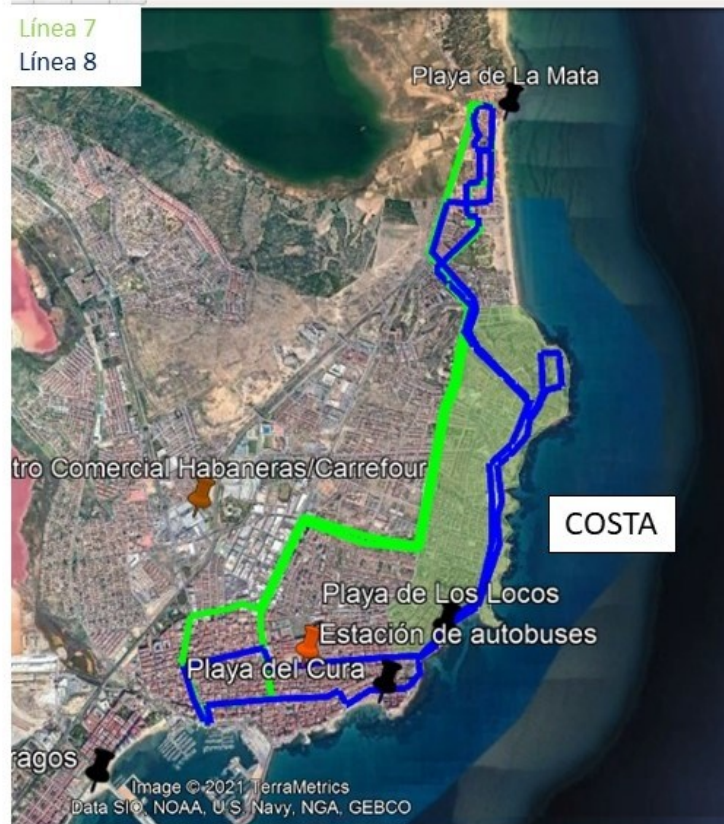 Línea 7
Línea 8
Playa de La Mata
tro Comercial Habaneras/Carrefour
COSTA
Playa de Los Locos
Estación de autobuses
Playa del Cura
ragos
Image © 2021 TerraMetrics
Data SIO, NOAA, U.S. Navy, NGA, GEBCO